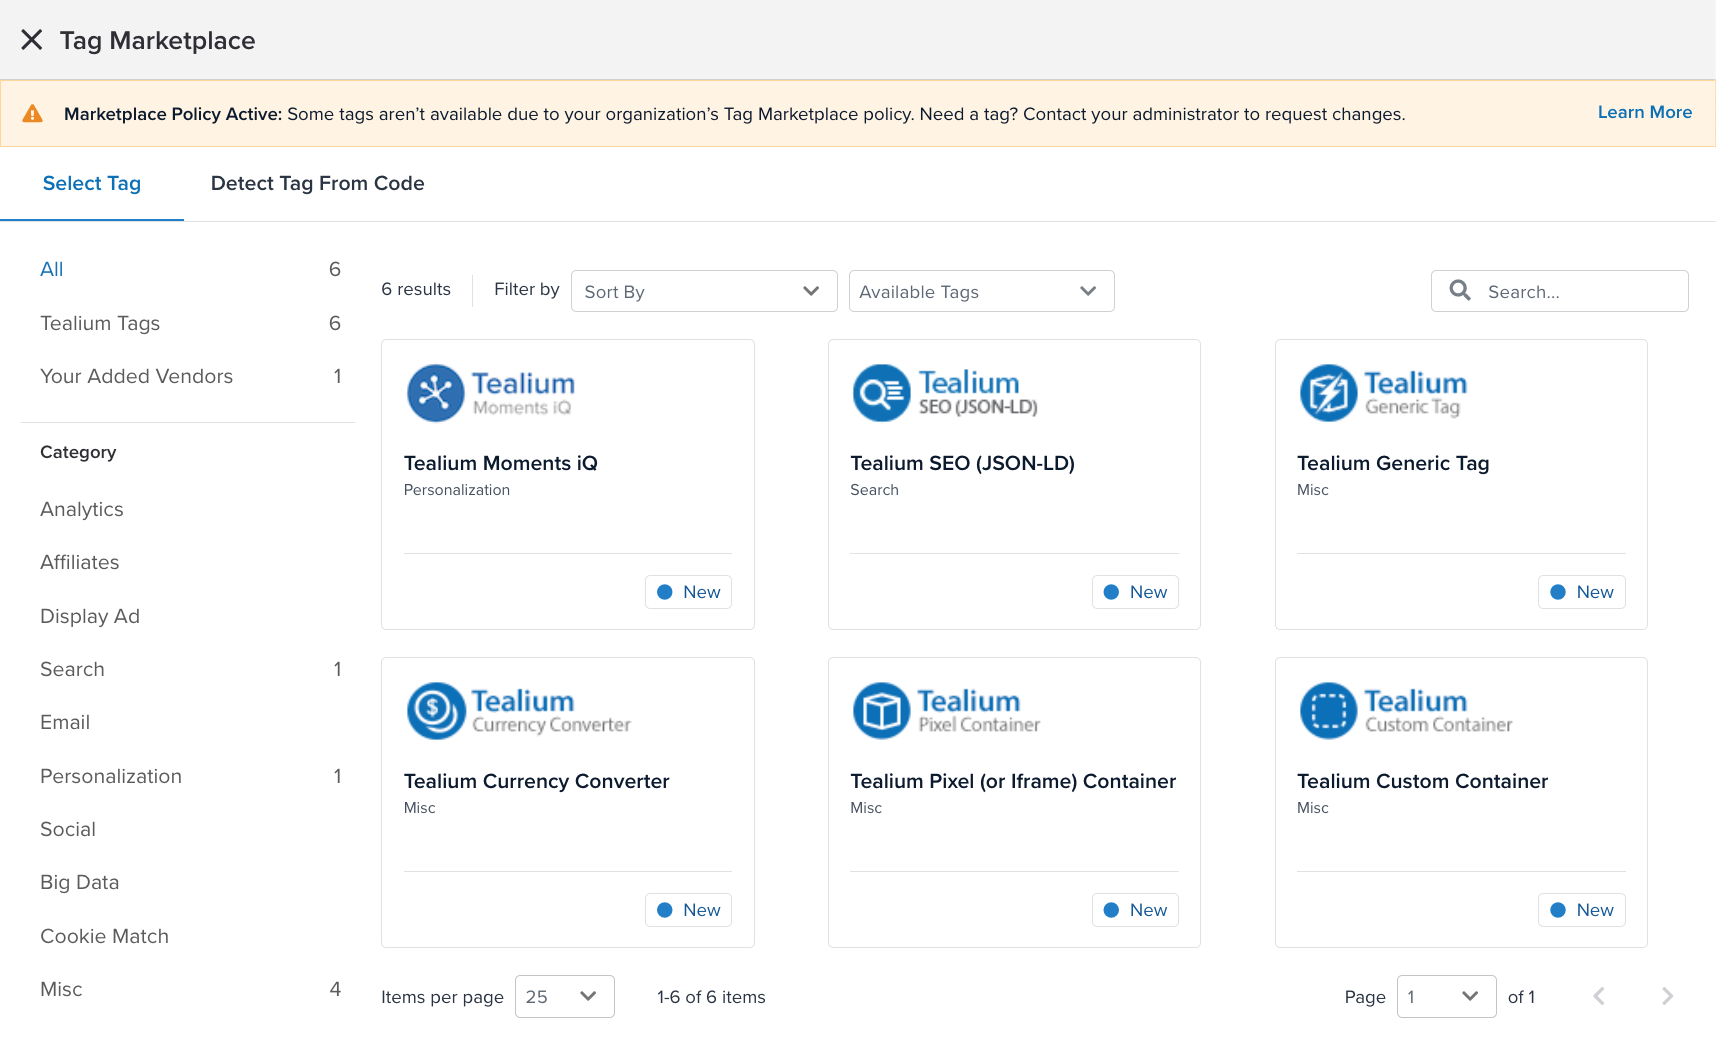 Tag Marketplace
Marketplace Policy Active: Some tags aren’t available due to your organization’s Tag Marketplace policy. Need a tag? Contact your administrator to request changes.
Learn More
Select Tag
Detect Tag From Code
All 6
Tealium Tags 6
Your Added Vendors 1
Category
Analytics
Affiliates
Display Ad
Search 1
Email
Personalization 1
Social
Big Data
Cookie Match
Misc 4
6 results
Filter by
Sort By
Available Tags
Search...
Tealium
Moments iQ
Tealium Moments iQ
Personalization
New
Tealium
SEO (JSON-LD)
Tealium SEO (JSON-LD)
Search
New
Tealium
Generic Tag
Tealium Generic Tag
Misc
New
Tealium
Currency Converter
Tealium Currency Converter
Misc
New
Tealium
Pixel Container
Tealium Pixel (or Iframe) Container
Misc
New
Tealium
Custom Container
Tealium Custom Container
Misc
New
Items per page 25
1-6 of 6 items
Page 1 of 1